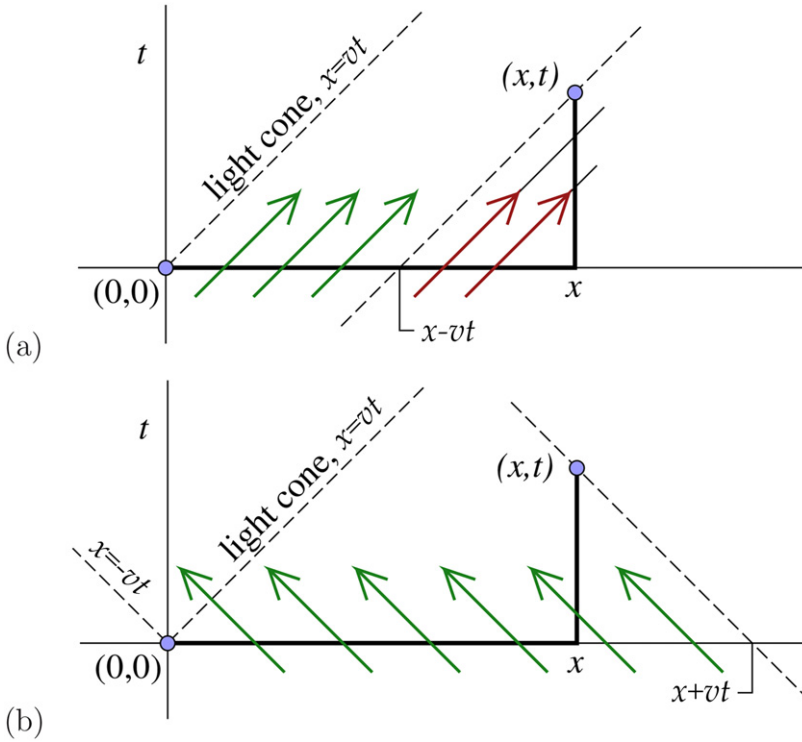 t
light cone, x=vt
(x,t)
(0,0)
x
x-vt
(a)
t
light cone, x=vt
(x,t)
x=-vt
(0,0)
x
x+vt
(b)